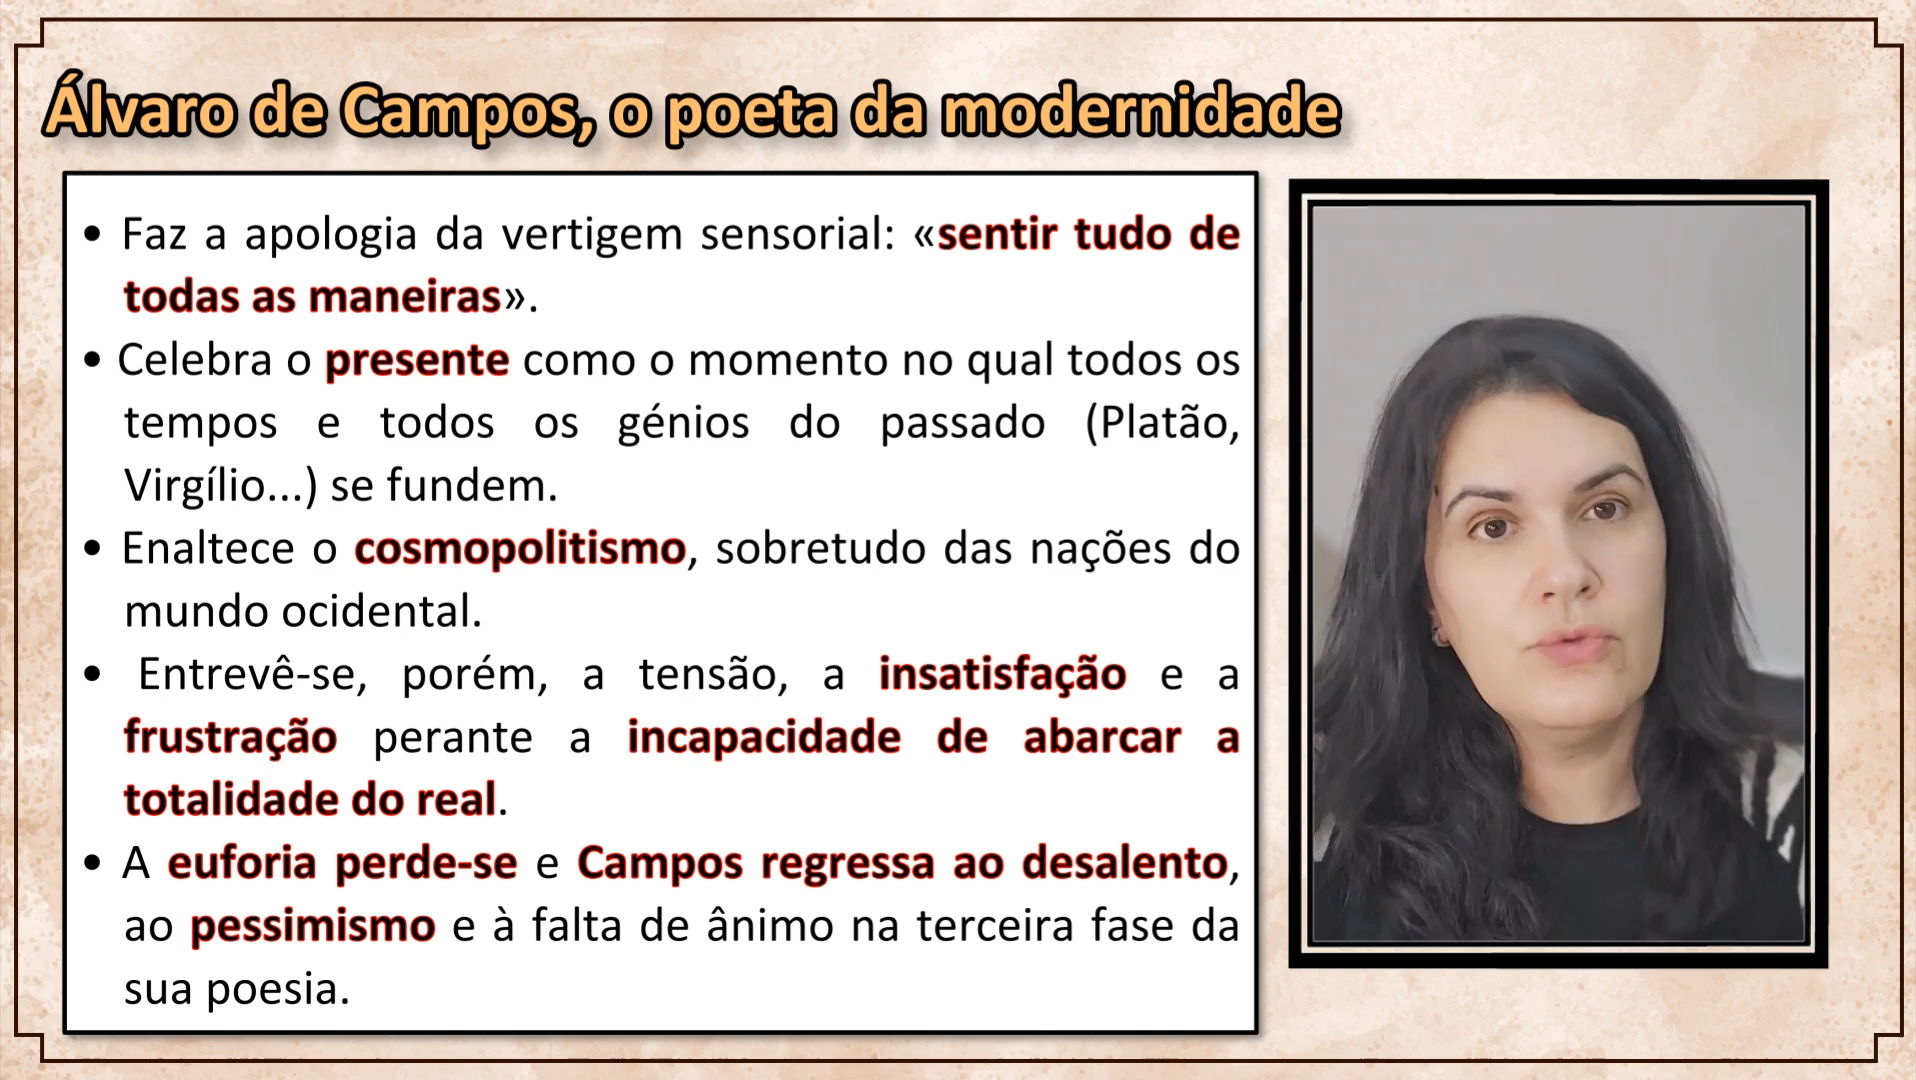 Álvaro de Campos, o poeta da modernidade
• Faz a apologia da vertigem sensorial: «sentir tudo de
todas as maneiras».
• Celebra o presente como o momento no qual todos os
tempos e todos os génios do passado (Platão,
Virgílio...) se fundem.
• Enaltece o cosmopolitismo, sobretudo das nações do
mundo ocidental.
• Entrevê-se, porém, a tensão, a insatisfação e a
frustração perante a incapacidade de abarcar a
totalidade do real.
• A euforia perde-se e Campos regressa ao desalento,
ao pessimismo e à falta de ânimo na terceira fase da
sua poesia.